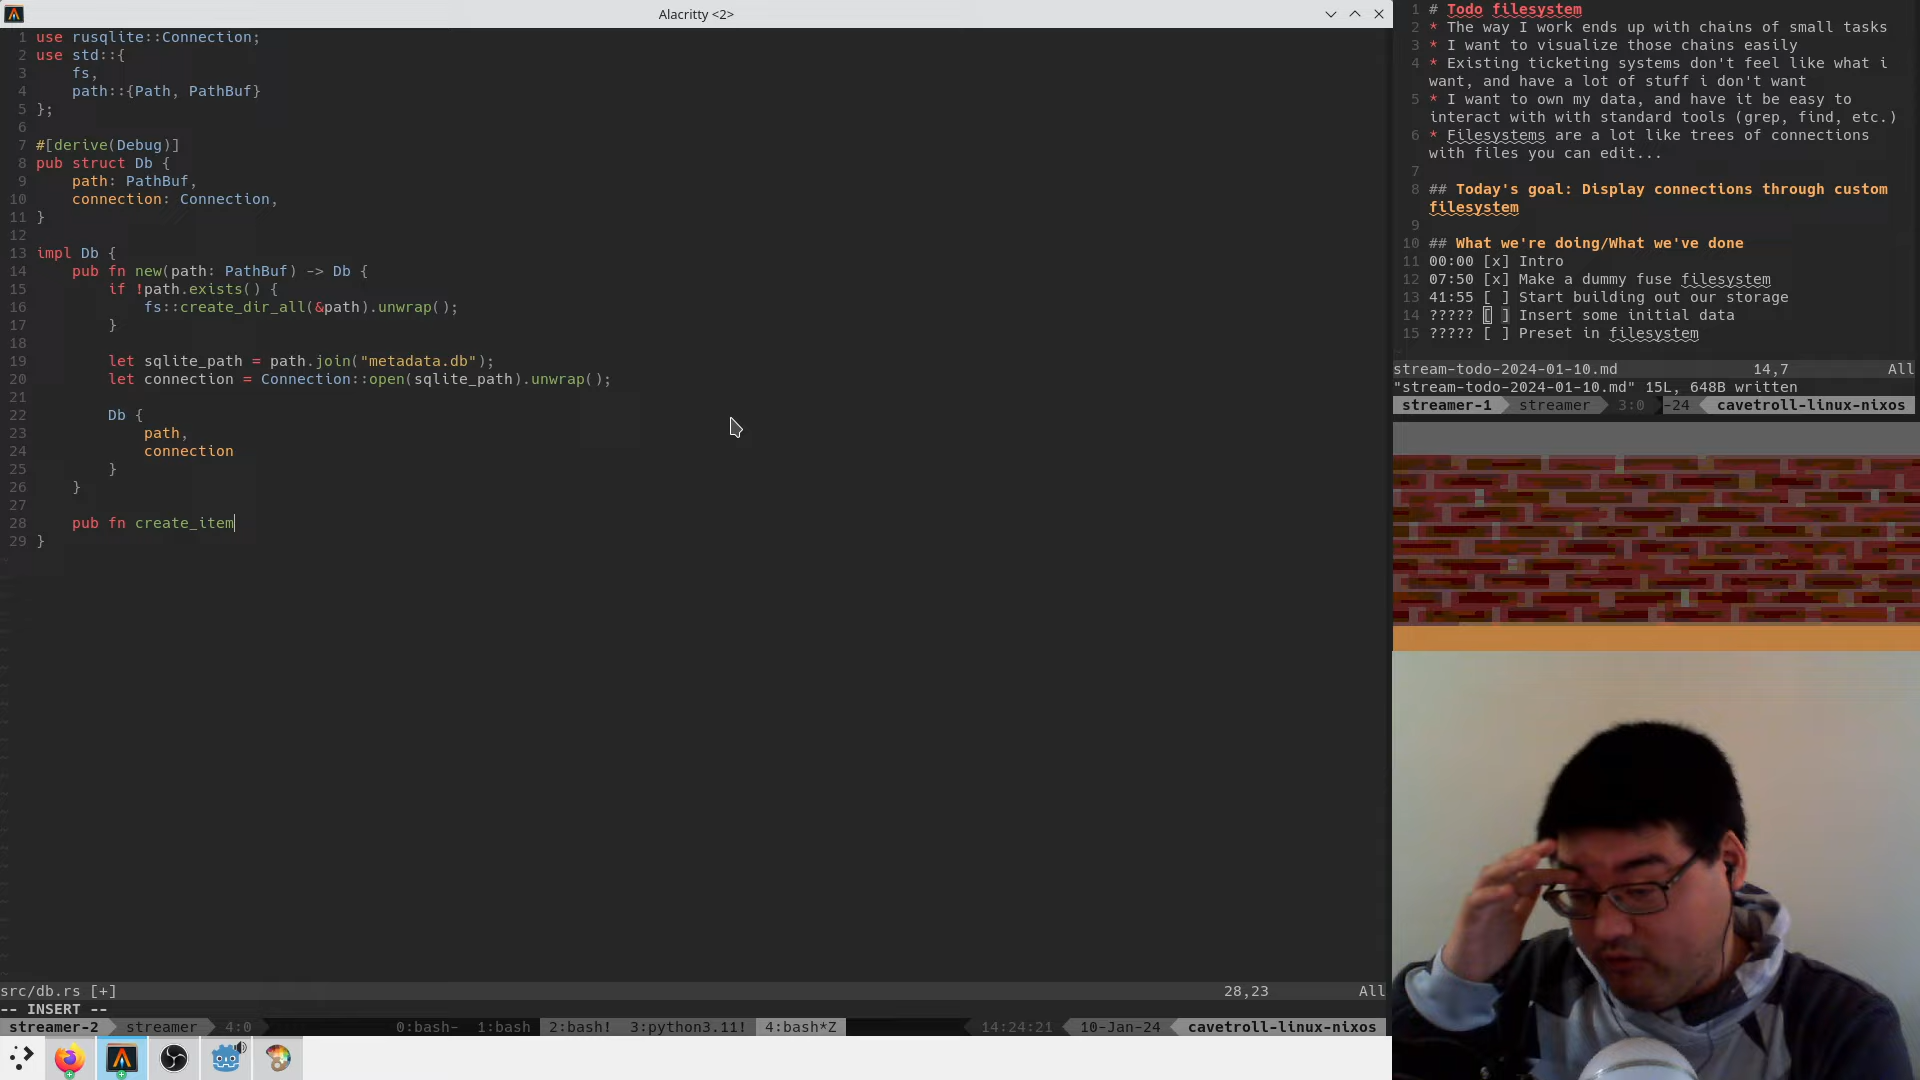 Alacritty <2>
1 use rusqlite::Connection;
2 use std::{
3     fs,
4     path::{Path, PathBuf}
5 };
6
7 #[derive(Debug)]
8 pub struct Db {
9     path: PathBuf,
10     connection: Connection,
11 }
12
13 impl Db {
14     pub fn new(path: PathBuf) -> Db {
15         if !path.exists() {
16             fs::create_dir_all(&path).unwrap();
17         }
18
19         let sqlite_path = path.join("metadata.db");
20         let connection = Connection::open(sqlite_path).unwrap();
21
22         Db {
23             path,
24             connection
25         }
26     }
27
28     pub fn create_item
29 }
src/db.rs [+] 28,23 All
-- INSERT --
streamer-2 streamer 4:0 0:bash- 1:bash 2:bash! 3:python3.11! 4:bash*Z 14:24:21 10-Jan-24 cavetroll-linux-nixos
1 # Todo filesystem
2 * The way I work ends up with chains of small tasks
3 * I want to visualize those chains easily
4 * Existing ticketing systems don't feel like what i
want, and have a lot of stuff i don't want
5 * I want to own my data, and have it be easy to
interact with with standard tools (grep, find, etc.)
6 * Filesystems are a lot like trees of connections
with files you can edit...
7
8 ## Today's goal: Display connections through custom
filesystem
9
10 ## What we're doing/What we've done
11 00:00 [x] Intro
12 07:50 [x] Make a dummy fuse filesystem
13 41:55 [ ] Start building out our storage
14 ????? [ ] Insert some initial data
15 ????? [ ] Preset in filesystem
~
stream-todo-2024-01-10.md 14,7 All
"stream-todo-2024-01-10.md" 15L, 648B written
streamer-1 streamer 3:0 -24 cavetroll-linux-nixos